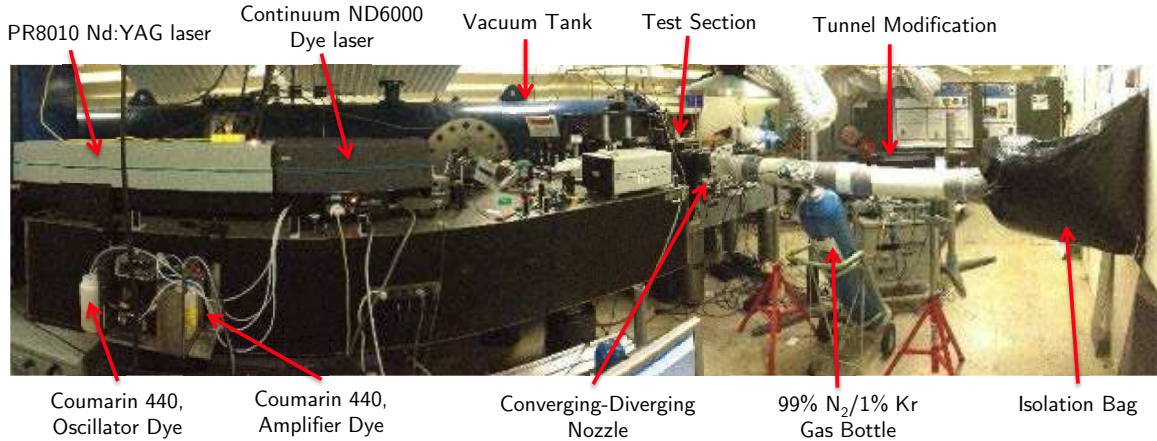 PR8010 Nd:YAG laser
Continuum ND6000
Dye laser
Vacuum Tank
Test Section
Tunnel Modification
Coumarin 440,
Oscillator Dye
Coumarin 440,
Amplifier Dye
Converging-Diverging
Nozzle
99% N₂/1% Kr
Gas Bottle
Isolation Bag